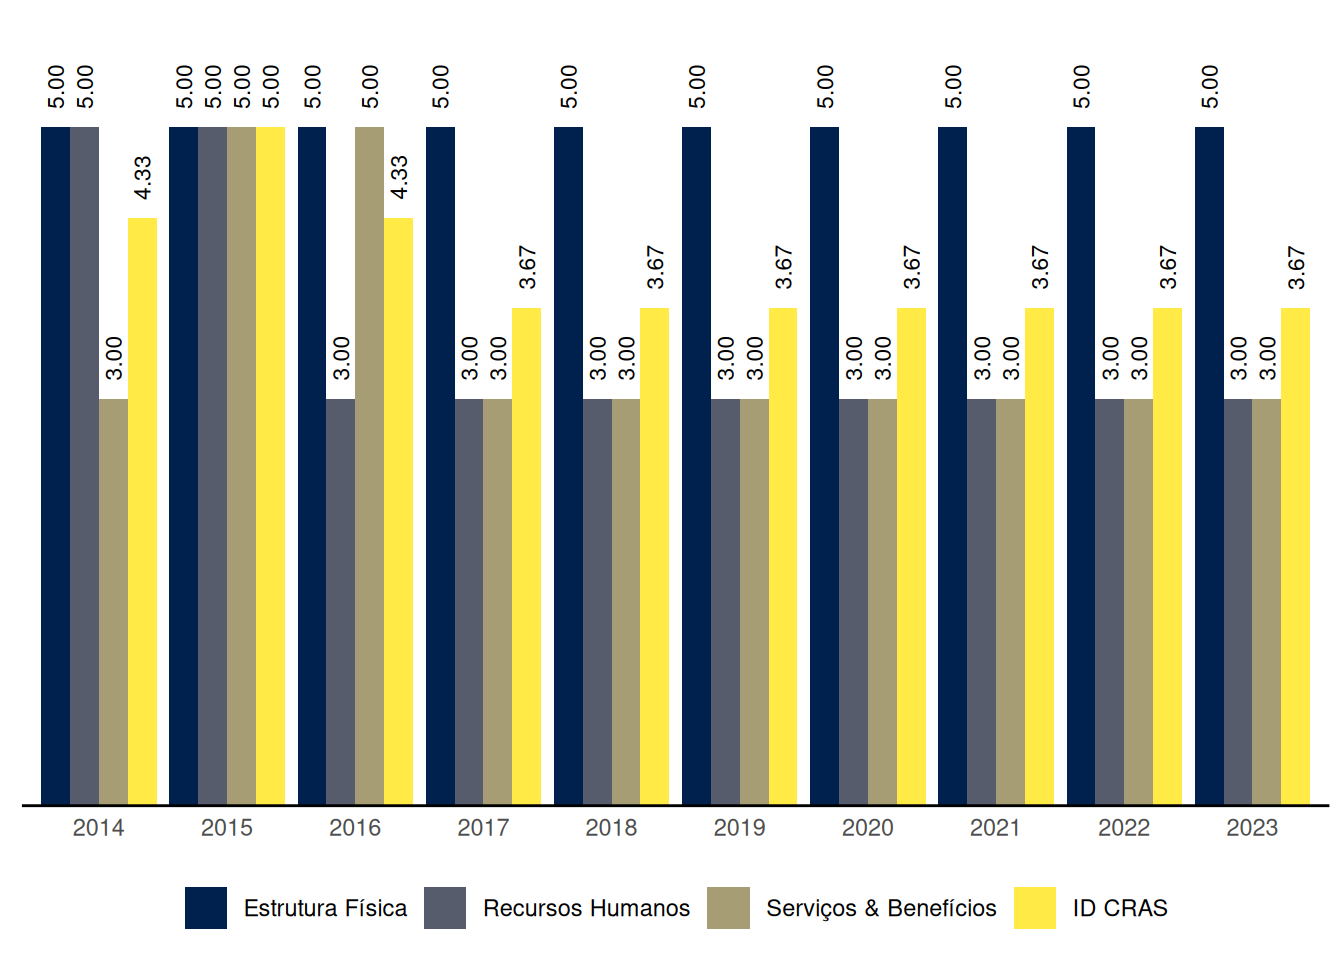 5.00 5.00 5.00 5.00 5.00 5.00 5.00 5.00 5.00 5.00 5.00 5.00 5.00 5.00 5.00
4.33 4.33
3.67 3.67 3.67 3.67 3.67 3.67 3.67
3.00 3.00 3.00 3.00 3.00 3.00 3.00 3.00 3.00 3.00 3.00 3.00 3.00 3.00 3.00 3.00
2014 2015 2016 2017 2018 2019 2020 2021 2022 2023
Estrutura Física Recursos Humanos Serviços & Benefícios ID CRAS